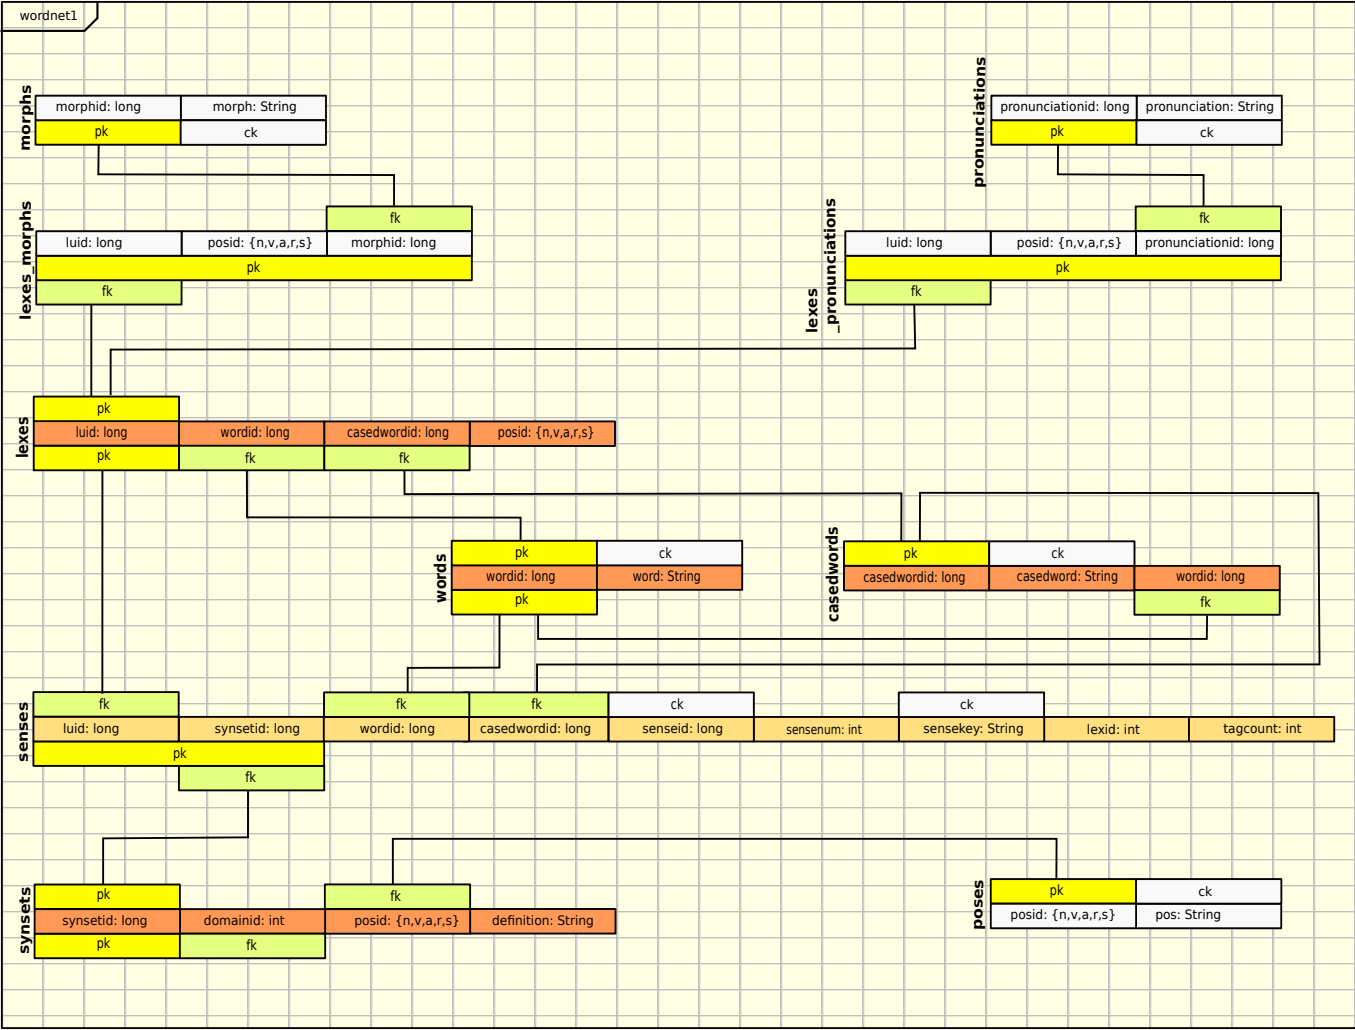 wordnet1
morphs
morphid: long morph: String
pk ck
pronunciations
pronunciationid: long pronunciation: String
pk ck
lexes_morphs
fk
luid: long posid: {n,v,a,r,s} morphid: long
pk
fk
lexes
_pronunciations
fk
luid: long posid: {n,v,a,r,s} pronunciationid: long
pk
fk
lexes
pk
luid: long wordid: long casedwordid: long posid: {n,v,a,r,s}
pk fk fk
words
pk ck
wordid: long word: String
pk
casedwords
pk ck
casedwordid: long casedword: String wordid: long
fk
senses
fk fk fk ck ck
luid: long synsetid: long wordid: long casedwordid: long senseid: long sensenum: int sensekey: String lexid: int tagcount: int
pk
fk
synsets
pk fk
synsetid: long domainid: int posid: {n,v,a,r,s} definition: String
pk fk
poses
pk ck
posid: {n,v,a,r,s} pos: String